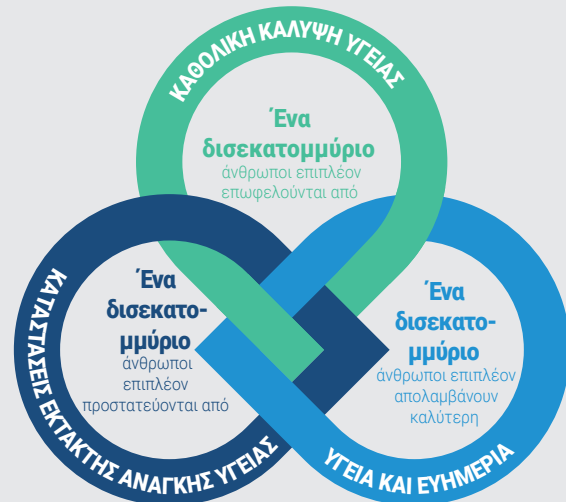 ΚΑΘΟΛΙΚΗ ΚΑΛΥΨΗ ΥΓΕΙΑΣ
Ένα
δισεκατομμύριο
άνθρωποι επιπλέον
επωφελούνται από
ΚΑΤΑΣΤΑΣΕΙΣ ΕΚΤΑΚΤΗΣ ΑΝΑΓΚΗΣ ΥΓΕΙΑΣ
Ένα
δισεκατο-
μμύριο
άνθρωποι
επιπλέον
προστατεύονται από
Ένα
δισεκατο-
μμύριο
άνθρωποι επιπλέον
απολαμβάνουν
καλύτερη
ΥΓΕΙΑ ΚΑΙ ΕΥΗΜΕΡΙΑ